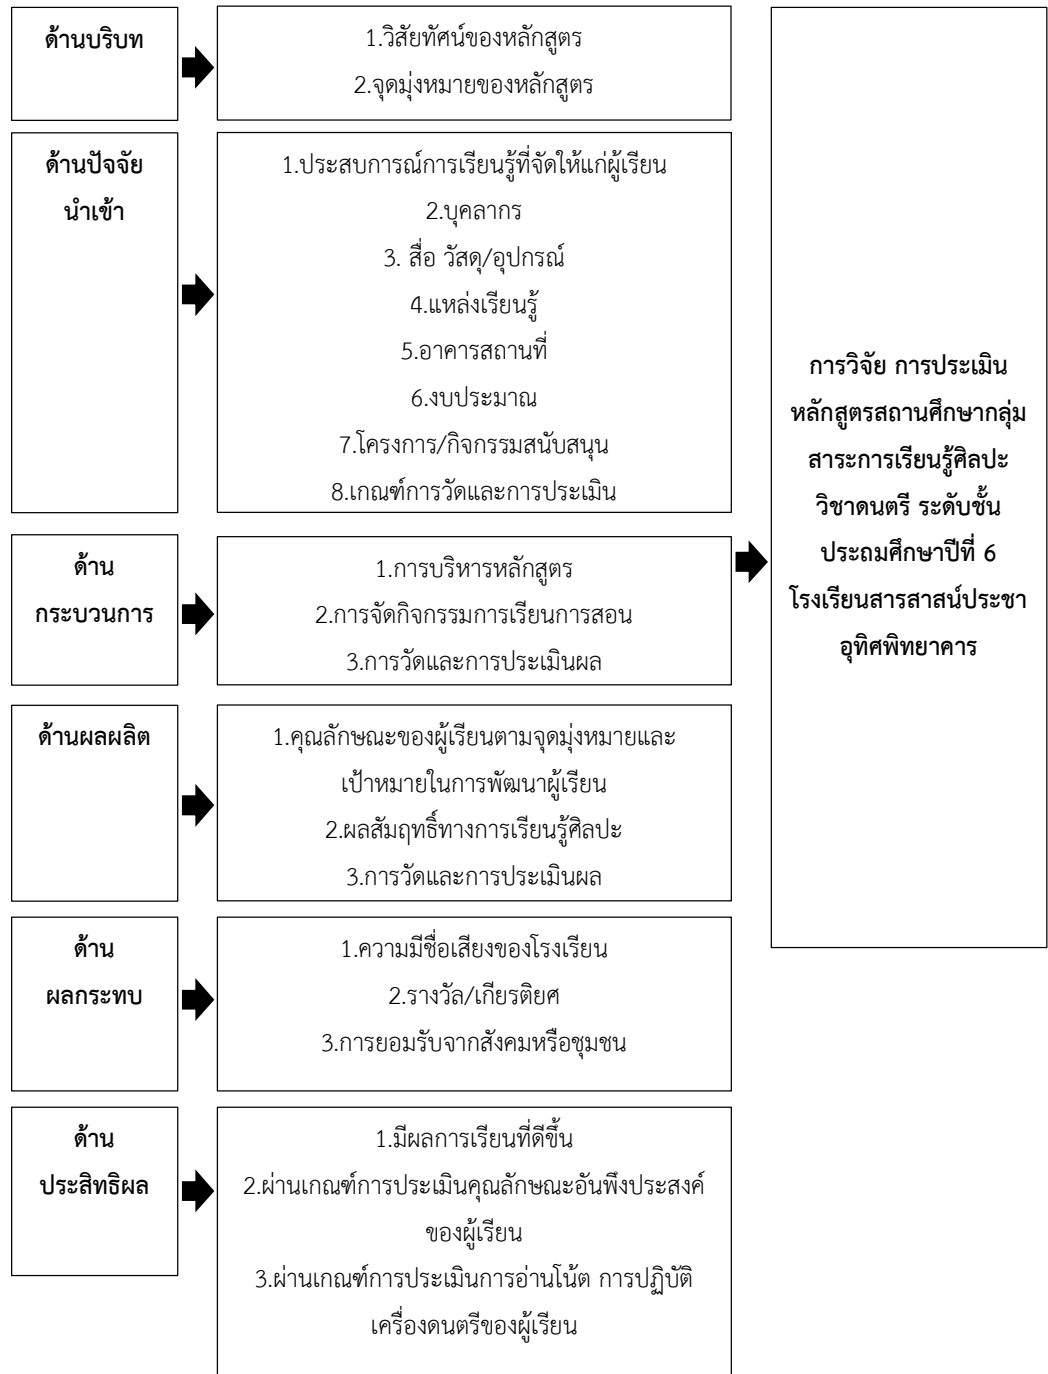 ด้านบริบท
1.วิสัยทัศน์ของหลักสูตร
2.จุดมุ่งหมายของหลักสูตร
ด้านปัจจัย
นำเข้า
1.ประสบการณ์การเรียนรู้ที่จัดให้แก่ผู้เรียน
2.บุคลากร
3. สื่อ วัสดุ/อุปกรณ์
4.แหล่งเรียนรู้
5.อาคารสถานที่
6.งบประมาณ
7.โครงการ/กิจกรรมสนับสนุน
8.เกณฑ์การวัดและการประเมิน
ด้าน
กระบวนการ
1.การบริหารหลักสูตร
2.การจัดกิจกรรมการเรียนการสอน
3.การวัดและการประเมินผล
ด้านผลผลิต
1.คุณลักษณะของผู้เรียนตามจุดมุ่งหมายและ
เป้าหมายในการพัฒนาผู้เรียน
2.ผลสัมฤทธิ์ทางการเรียนรู้ศิลปะ
3.การวัดและการประเมินผล
ด้าน
ผลกระทบ
1.ความมีชื่อเสียงของโรงเรียน
2.รางวัล/เกียรติยศ
3.การยอมรับจากสังคมหรือชุมชน
ด้าน
ประสิทธิผล
1.มีผลการเรียนที่ดีขึ้น
2.ผ่านเกณฑ์การประเมินคุณลักษณะอันพึงประสงค์
ของผู้เรียน
3.ผ่านเกณฑ์การประเมินการอ่านโน้ต การปฏิบัติ
เครื่องดนตรีของผู้เรียน
การวิจัย การประเมิน
หลักสูตรสถานศึกษากลุ่ม
สาระการเรียนรู้ศิลปะ
วิชาดนตรี ระดับชั้น
ประถมศึกษาปีที่ 6
โรงเรียนสารสาสน์ประชา
อุทิศพิทยาคาร